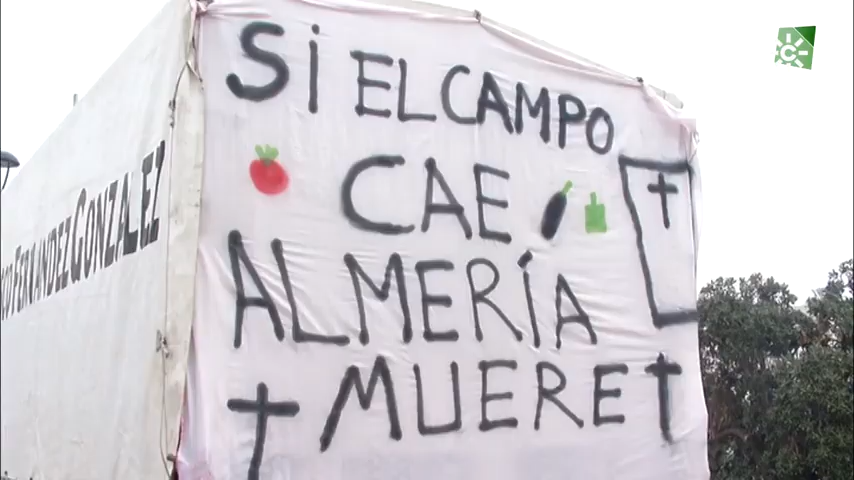 Si EL CAMPO
CAE
ALMERÍA
MUERE
FERNANDEZ GONZALEZ